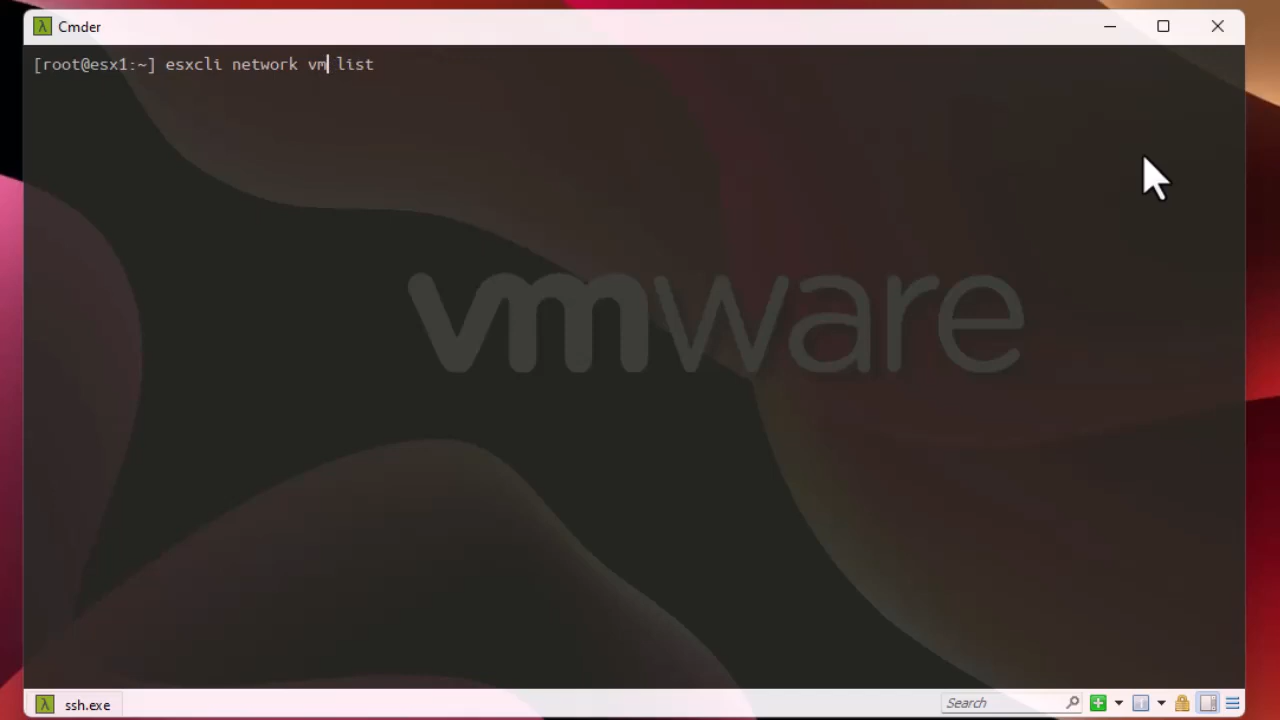 Cmder
[root@esx1:~] esxcli network vm list
vmware
ssh.exe
Search